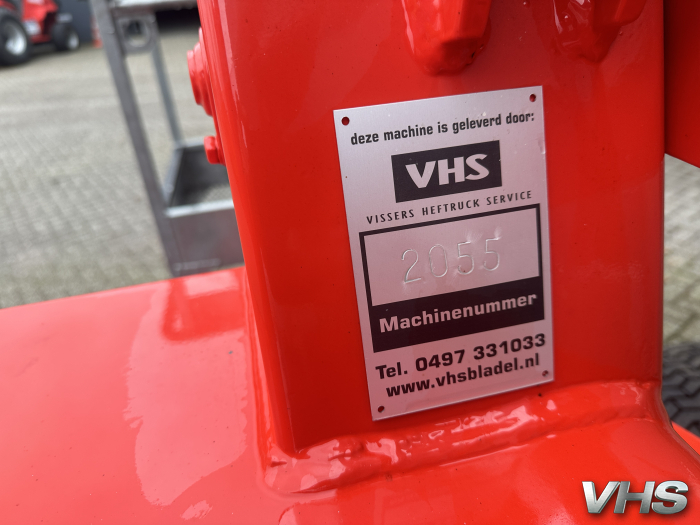 deze machine is geleverd door:
VHS
VISSERS HEFTRUCK SERVICE
2055
Machinenummer
Tel. 0497 331033
www.vhsbladel.nl
VHS